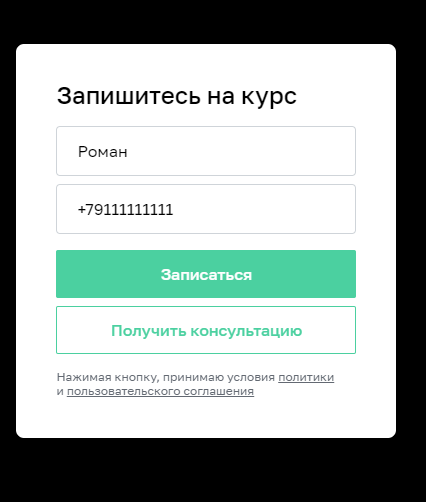 Запишитесь на курс
Роман
+79111111111
Записаться
Получить консультацию
Нажимая кнопку, принимаю условия политики
и пользовательского соглашения